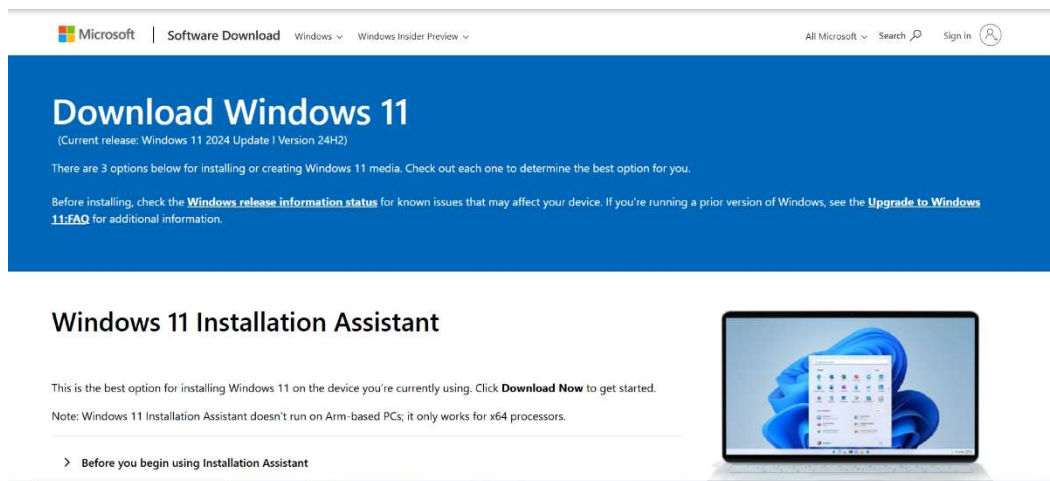 Microsoft
Software Download
Windows
Windows Insider Preview
All Microsoft
Search
Sign in
Download Windows 11
(Current release: Windows 11 2024 Update l Version 24H2)
There are 3 options below for installing or creating Windows 11 media. Check out each one to determine the best option for you.
Before installing, check the Windows release information status for known issues that may affect your device. If you're running a prior version of Windows, see the Upgrade to Windows
11:FAQ for additional information.
Windows 11 Installation Assistant
This is the best option for installing Windows 11 on the device you're currently using. Click Download Now to get started.
Note: Windows 11 Installation Assistant doesn't run on Arm-based PCs; it only works for x64 processors.
Before you begin using Installation Assistant